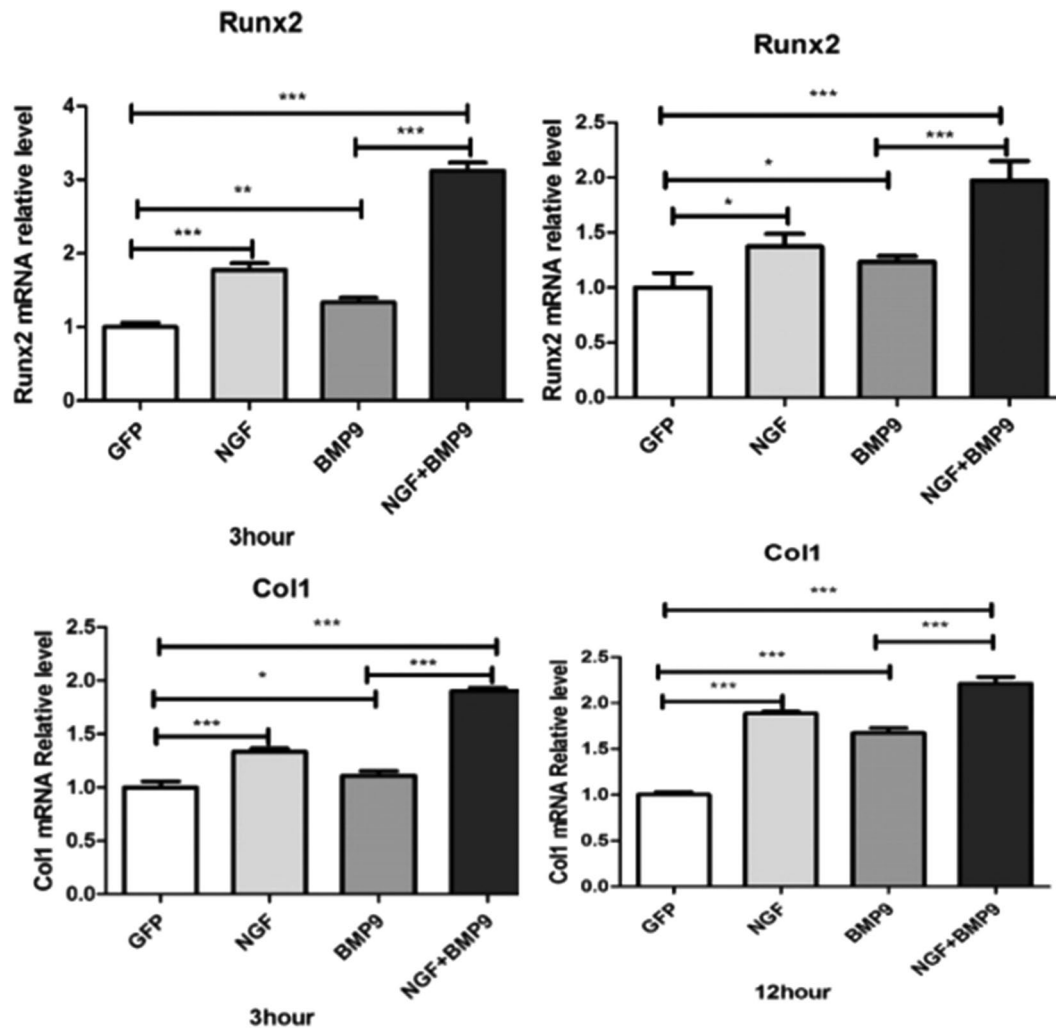 Runx2
Runx2 mRNA relative level
4
3
2
1
0
***
***
**
***
GFP
NGF
BMP9
NGF+BMP9
3hour
Runx2
Runx2 mRNA relative level
2.5
2.0
1.5
1.0
0.5
0.0
***
***
*
*
GFP
NGF
BMP9
NGF+BMP9
Col1
Col1 mRNA Relative level
2.5
2.0
1.5
1.0
0.5
0.0
***
***
*
***
GFP
NGF
BMP9
NGF+BMP9
3hour
Col1
Col1 mRNA Relative level
2.5
2.0
1.5
1.0
0.5
0.0
***
***
***
***
GFP
NGF
BMP9
NGF+BMP9
12hour